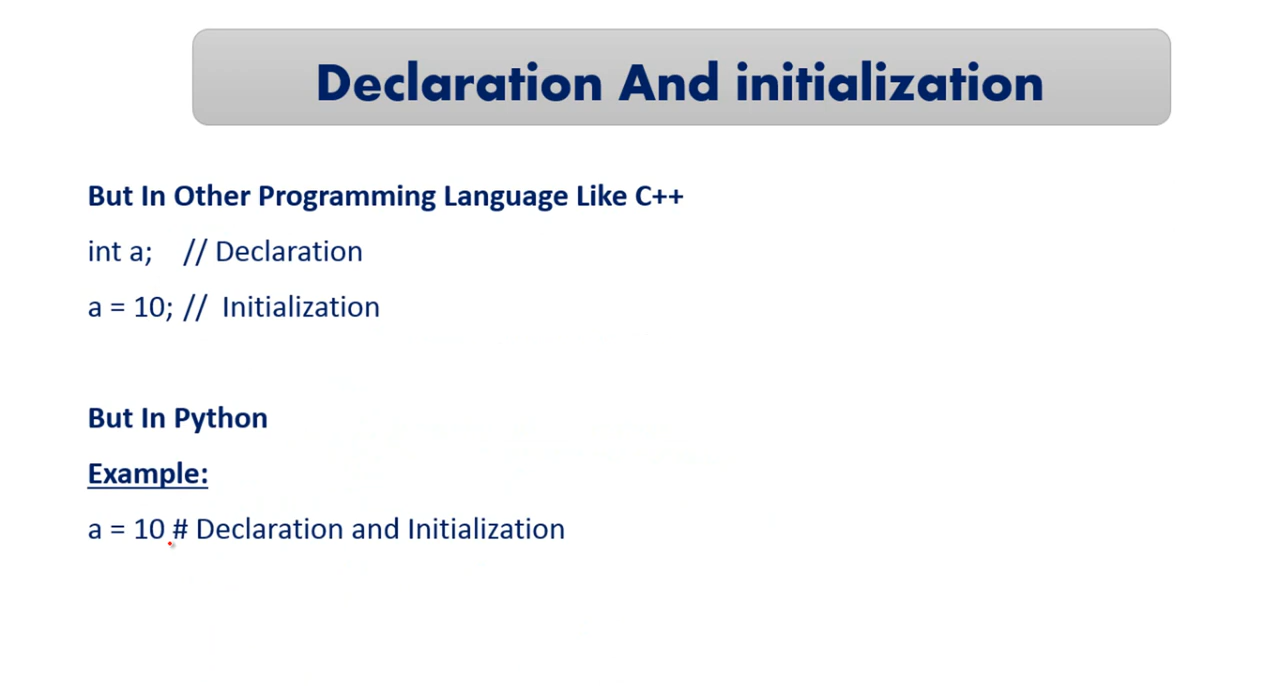 Declaration And initialization
But In Other Programming Language Like C++
int a; // Declaration
a = 10; // Initialization
But In Python
Example:
a = 10 # Declaration and Initialization